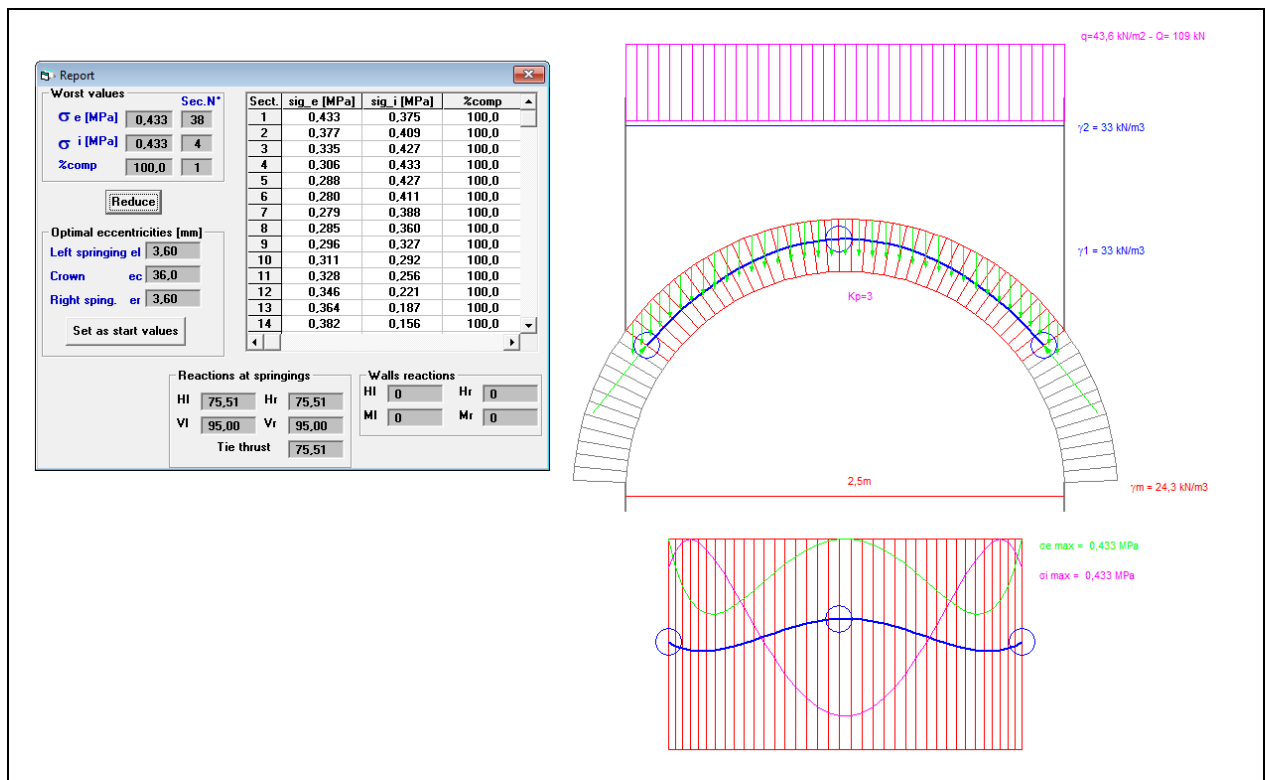 Report
Worst values
Sec.N°
σ e [MPa] 0,433 38
σ i [MPa] 0,433 4
%comp 100,0 1
Reduce
Optimal eccentricities [mm]
Left springing el 3,60
Crown ec 36,0
Right sping. er 3,60
Set as start values
Sect. sig_e [MPa] sig_i [MPa] %comp
1 0,433 0,375 100,0
2 0,377 0,409 100,0
3 0,335 0,427 100,0
4 0,306 0,433 100,0
5 0,288 0,427 100,0
6 0,280 0,411 100,0
7 0,279 0,388 100,0
8 0,285 0,360 100,0
9 0,296 0,327 100,0
10 0,311 0,292 100,0
11 0,328 0,256 100,0
12 0,346 0,221 100,0
13 0,364 0,187 100,0
14 0,382 0,156 100,0
Reactions at springings
Hl 75,51 Hr 75,51
Vl 95,00 Vr 95,00
Tie thrust 75,51
Walls reactions
Hl 0 Hr 0
Ml 0 Mr 0
q=43,6 kN/m2 - Q= 109 kN
γ2 = 33 kN/m3
γ1 = 33 kN/m3
Kp=3
2,5m
γm = 24,3 kN/m3
σe max = 0,433 MPa
σi max = 0,433 MPa